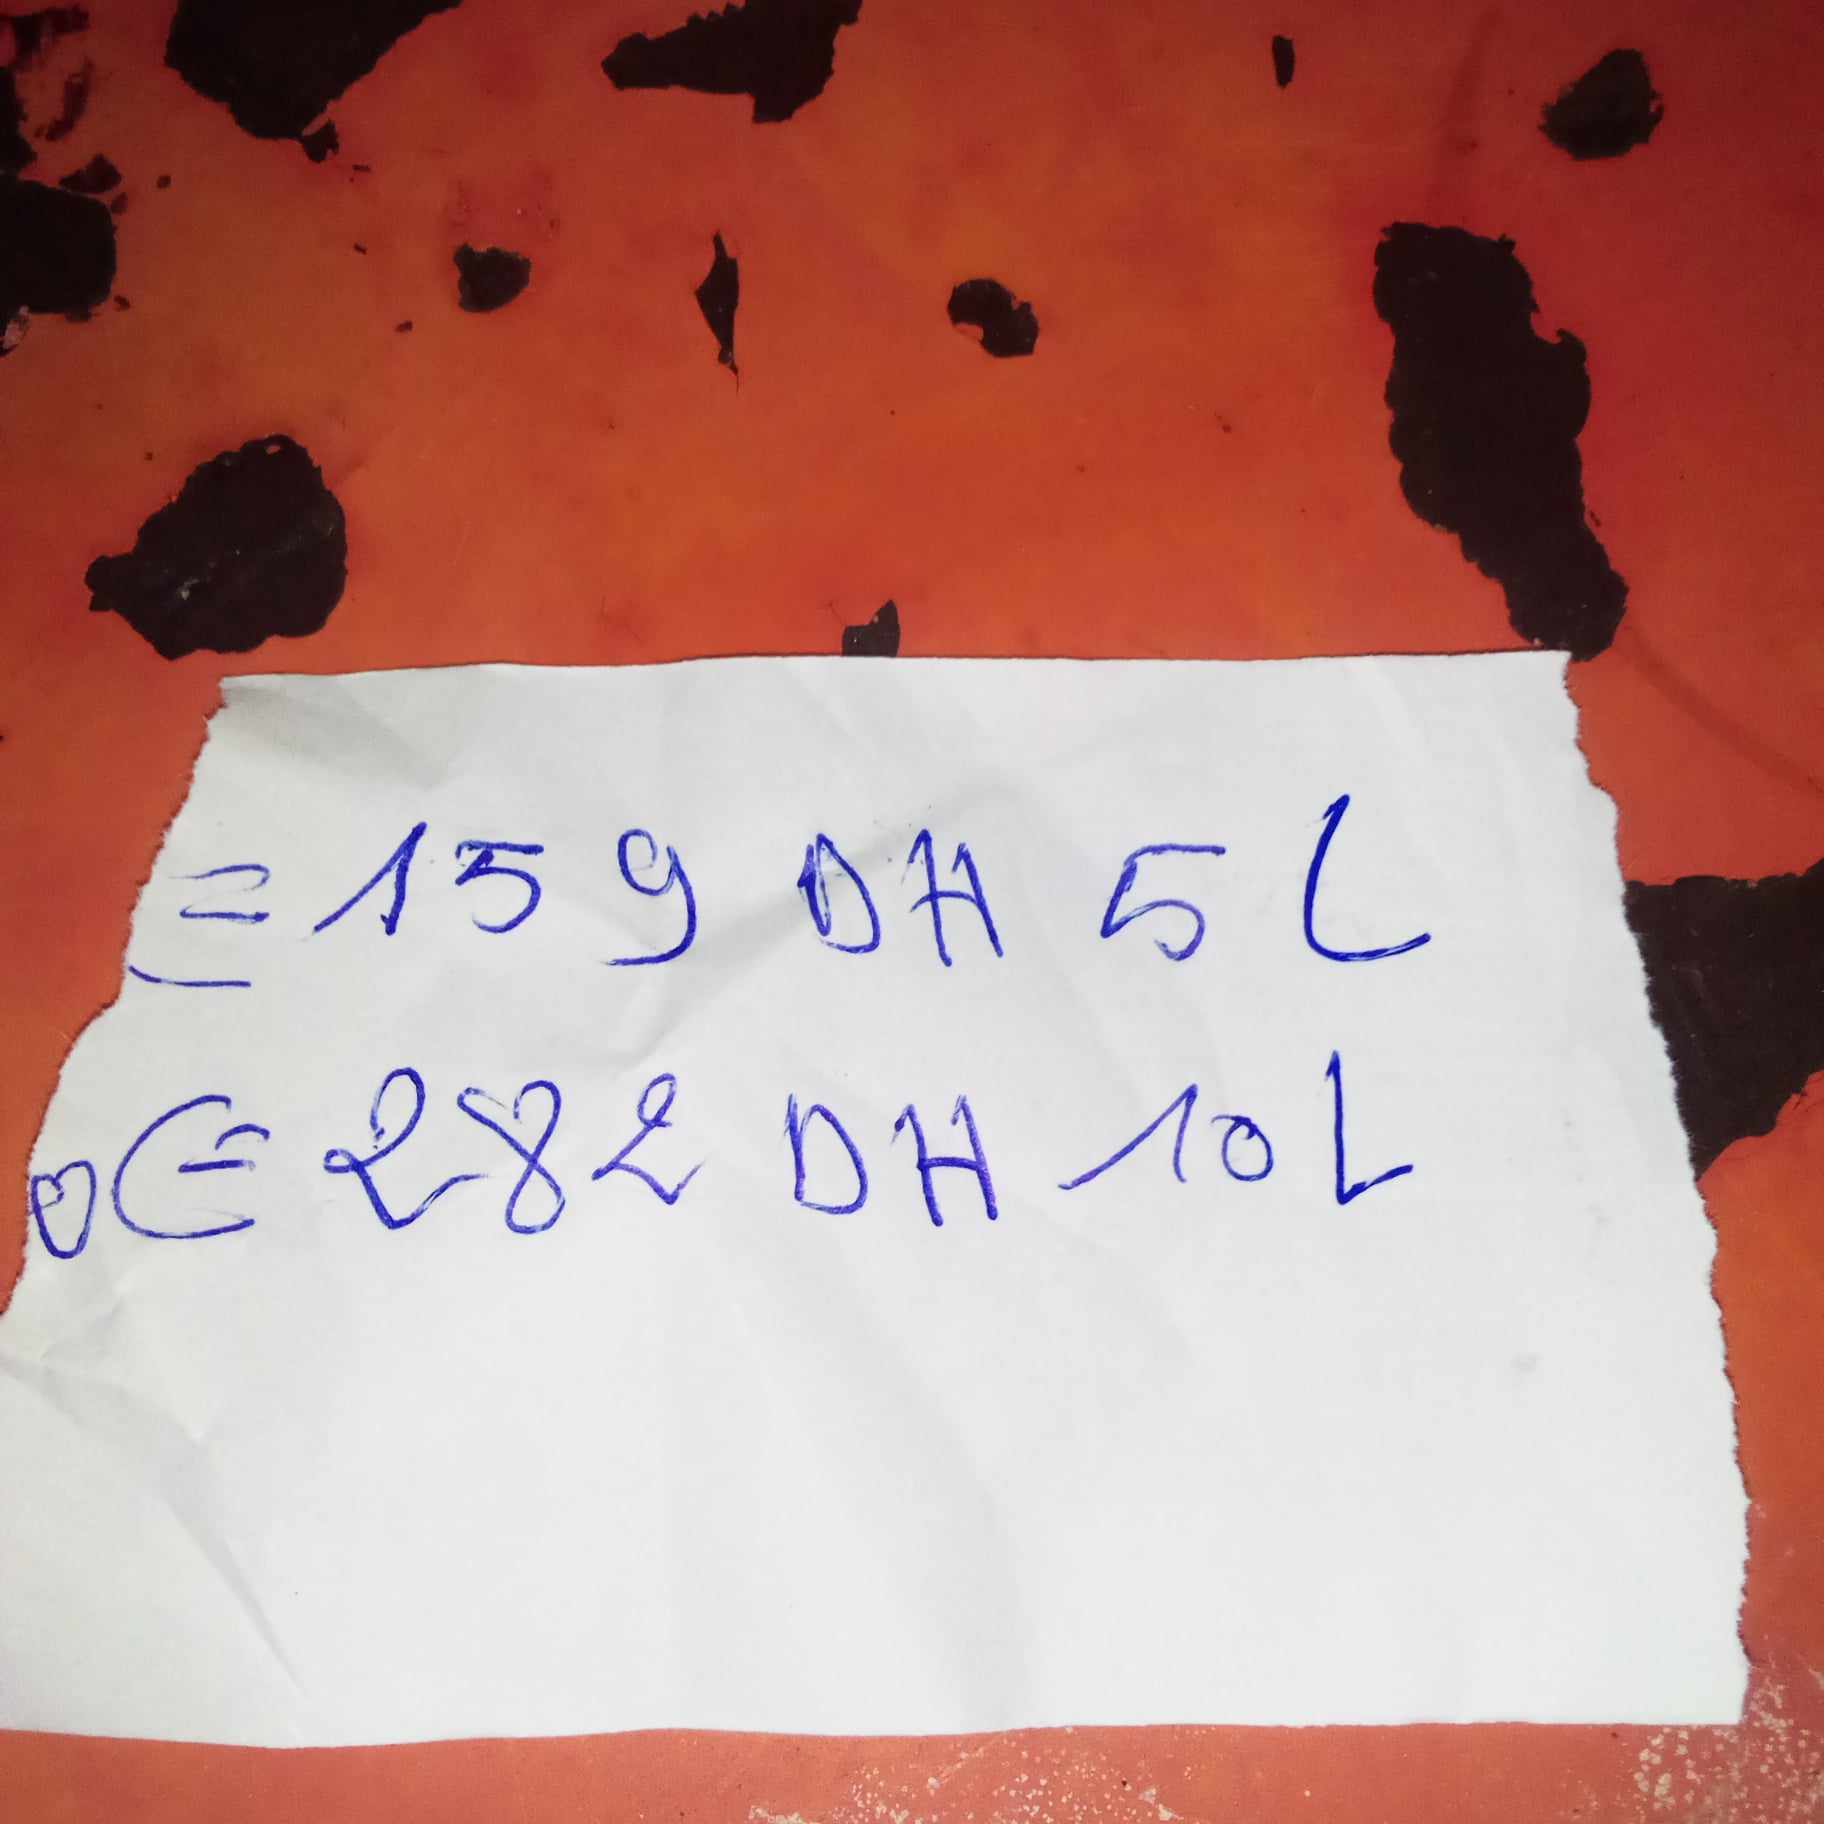 = 159 DH 5L
= 282 DH 10L